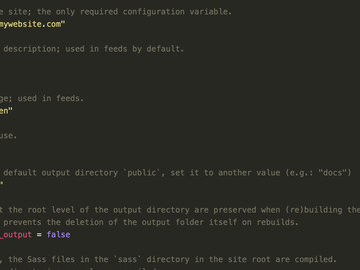 e site; the only required configuration variable.
mywebsite.com"
description; used in feeds by default.
ge; used in feeds.
en"
use.
default output directory `public`, set it to another value (e.g.: "docs")
"
t the root level of the output directory are preserved when (re)building the
prevents the deletion of the output folder itself on rebuilds.
_output = false
, the Sass files in the `sass` directory in the site root are compiled.